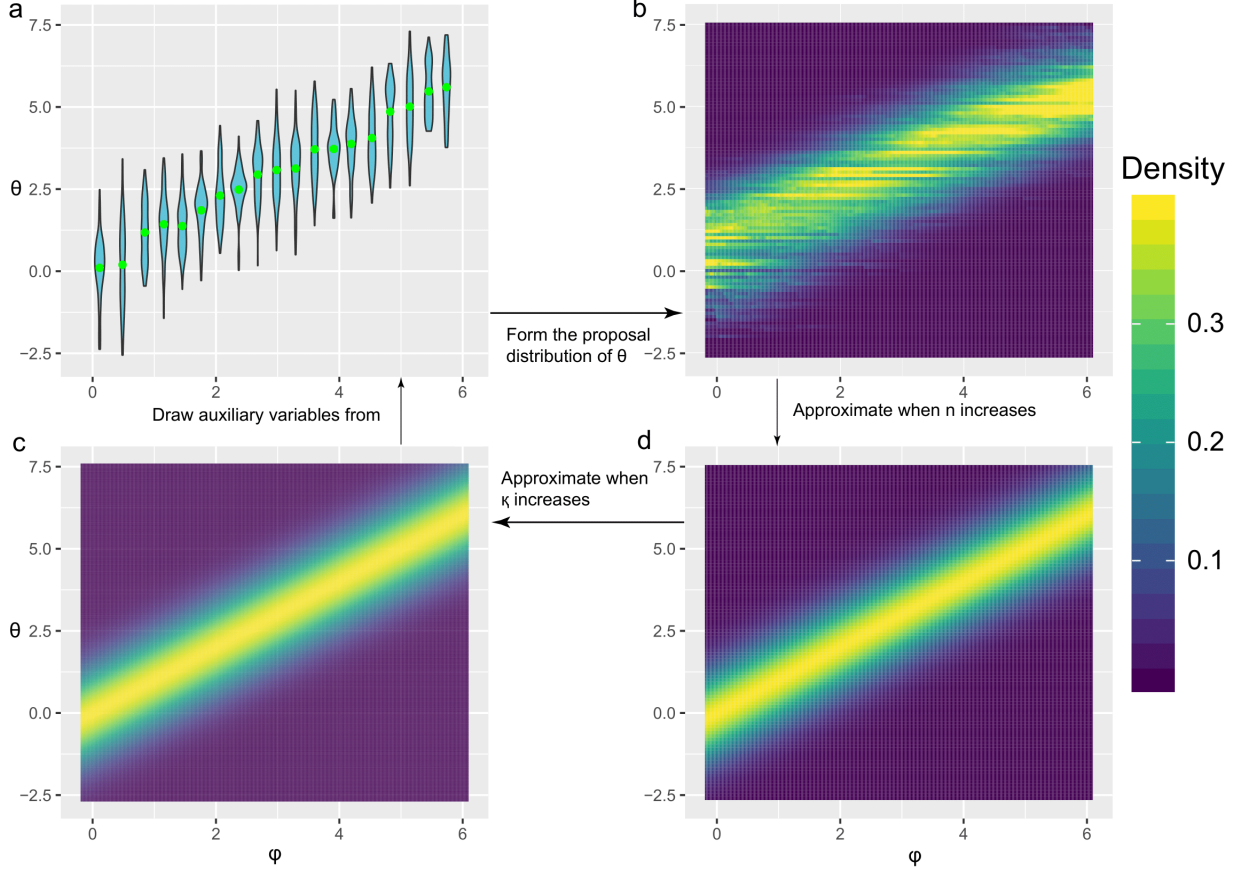 a
7.5
5.0
θ
2.5
0.0
−2.5
0
2
4
6
Form the proposal
distribution of θ
b
7.5
5.0
2.5
0.0
−2.5
0
2
4
6
Density
0.3
0.2
0.1
Draw auxiliary variables from
Approximate when n increases
c
7.5
5.0
θ
2.5
0.0
−2.5
0
2
4
6
φ
Approximate when
κ increases
d
7.5
5.0
2.5
0.0
−2.5
0
2
4
6
φ